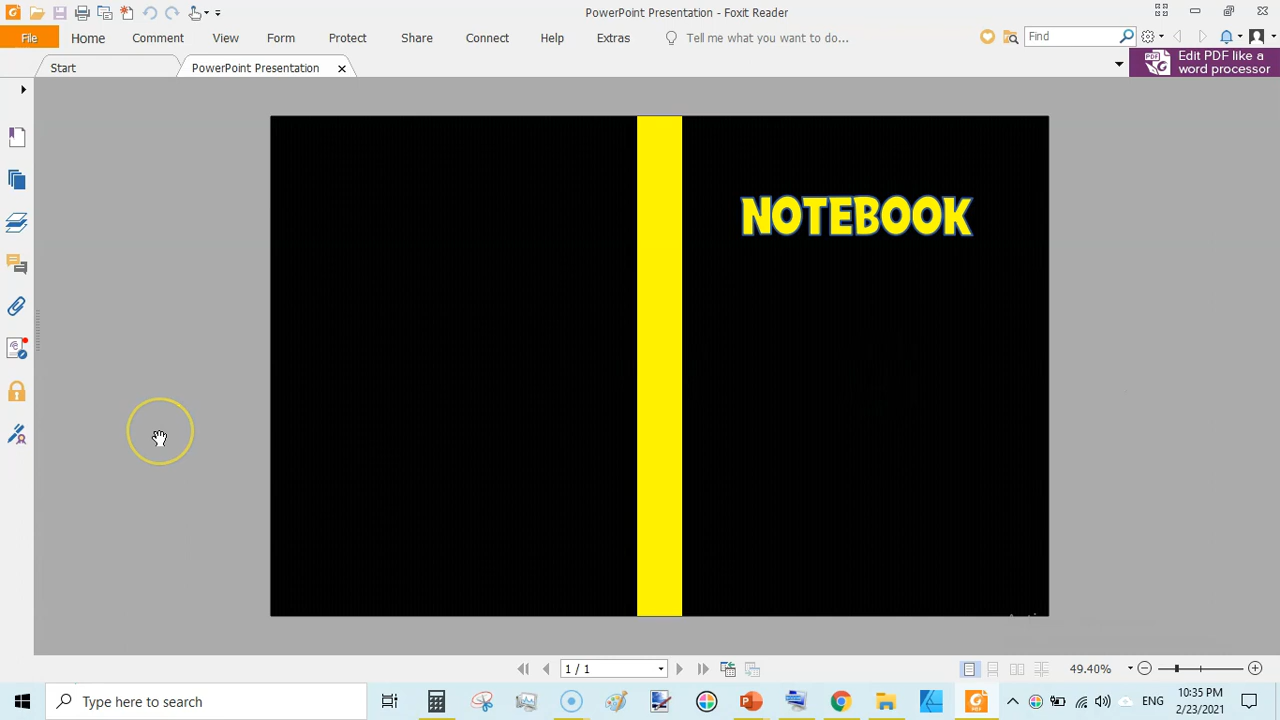 PowerPoint Presentation - Foxit Reader
File Home Comment View Form Protect Share Connect Help Extras Tell me what you want to do... Find
Start PowerPoint Presentation
Edit PDF like a
word processor
NOTEBOOK
1 / 1
49.40%
Type here to search
ENG
10:35 PM
2/23/2021